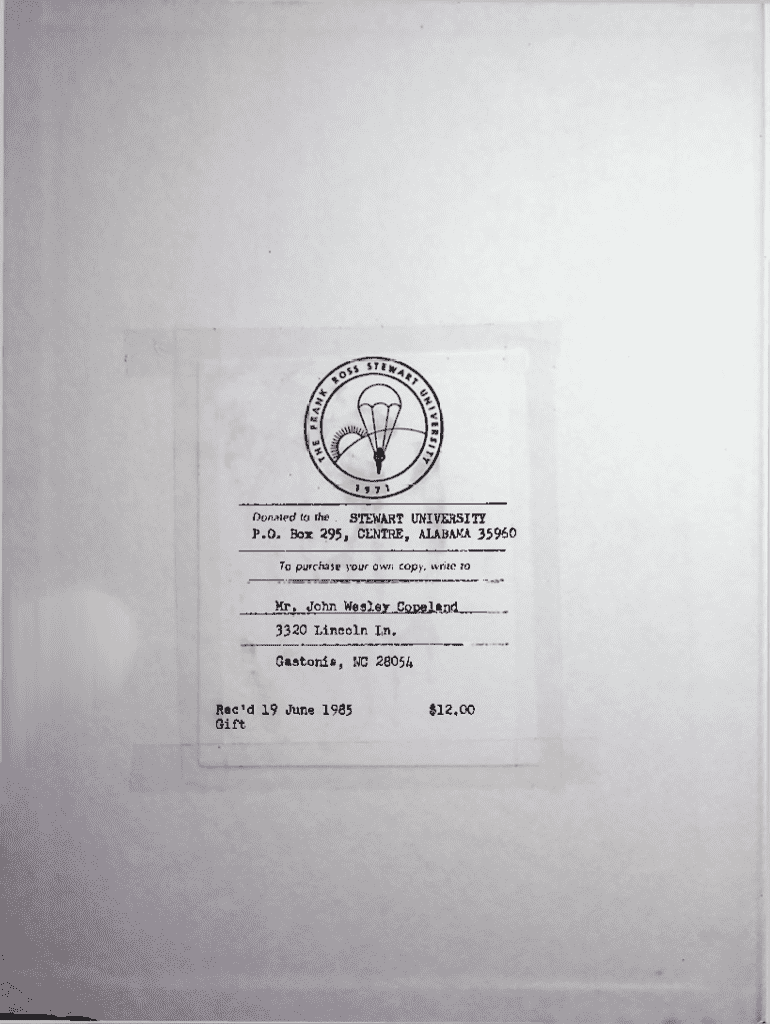 THE FRANK ROSS STEWART UNIVERSITY
1971
Donated to the STEWART UNIVERSITY
P.O. Box 295, CENTRE, ALABAMA 35960
To purchase your own copy, write to
Mr. John Wesley Copeland
3320 Lincoln Ln.
Gastonia, NC 28054
Rec'd 19 June 1985 $12.00
Gift